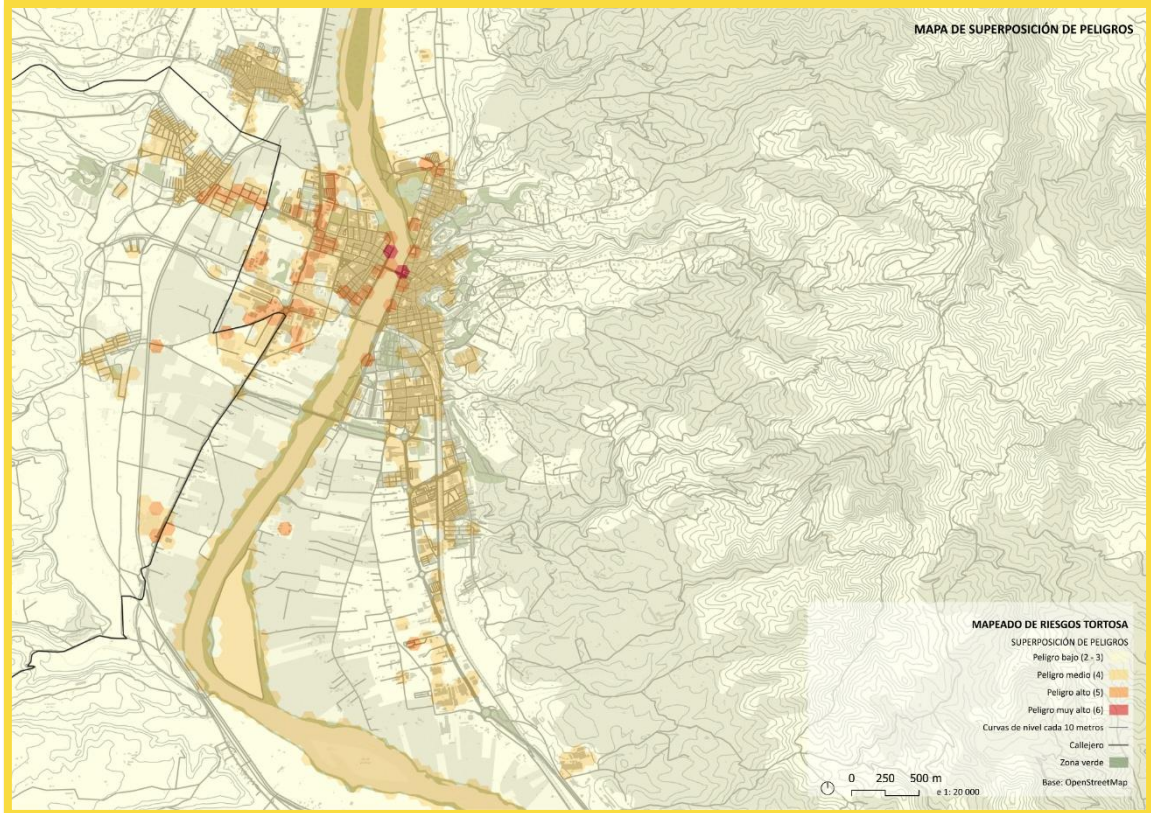 MAPA DE SUPERPOSICIÓN DE PELIGROS
MAPEADO DE RIESGOS TORTOSA
SUPERPOSICIÓN DE PELIGROS
Peligro bajo (2 - 3)
Peligro medio (4)
Peligro alto (5)
Peligro muy alto (6)
Curvas de nivel cada 10 metros
Callejero
Zona verde
Base: OpenStreetMap
0 250 500 m
e 1: 20 000